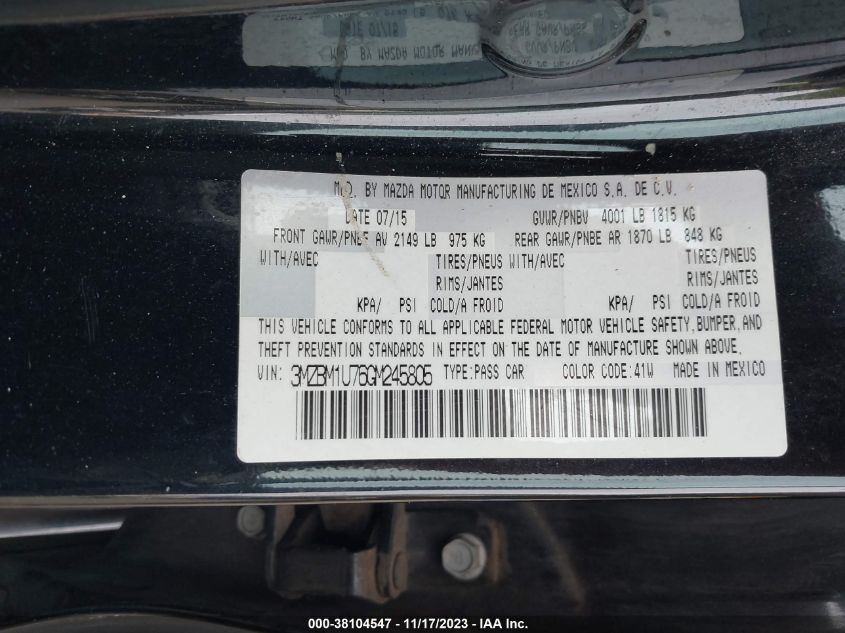 MFD. BY MAZDA MOTOR MANUFACTURING DE MEXICO S.A. DE C.V.
DATE 07/15 GVWR/PNBV 4001 LB 1815 KG
FRONT GAWR/PNBE AV 2149 LB 975 KG REAR GAWR/PNBE AR 1870 LB 848 KG
WITH/AVEC TIRES/PNEUS WITH/AVEC TIRES/PNEUS
RIMS/JANTES RIMS/JANTES
KPA/ PSI COLD/A FROID KPA/ PSI COLD/A FROID
THIS VEHICLE CONFORMS TO ALL APPLICABLE FEDERAL MOTOR VEHICLE SAFETY, BUMPER, AND
THEFT PREVENTION STANDARDS IN EFFECT ON THE DATE OF MANUFACTURE SHOWN ABOVE.
VIN: 3MZBM1U76GM245805 TYPE:PASS CAR COLOR CODE:41W MADE IN MEXICO
000-38104547 - 11/17/2023 - IAA Inc.